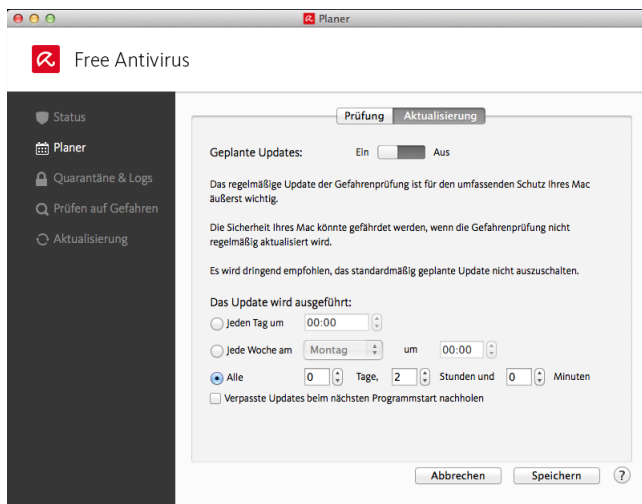 Planer
Free Antivirus
Status
Planer
Quarantäne & Logs
Prüfen auf Gefahren
Aktualisierung
Prüfung Aktualisierung
Geplante Updates: Ein Aus
Das regelmäßige Update der Gefahrenprüfung ist für den umfassenden Schutz Ihres Mac
äußerst wichtig.
Die Sicherheit Ihres Mac könnte gefährdet werden, wenn die Gefahrenprüfung nicht
regelmäßig aktualisiert wird.
Es wird dringend empfohlen, das standardmäßig geplante Update nicht auszuschalten.
Das Update wird ausgeführt:
Jeden Tag um 00:00
Jede Woche am Montag um 00:00
Alle 0 Tage, 2 Stunden und 0 Minuten
Verpasste Updates beim nächsten Programmstart nachholen
Abbrechen Speichern ?